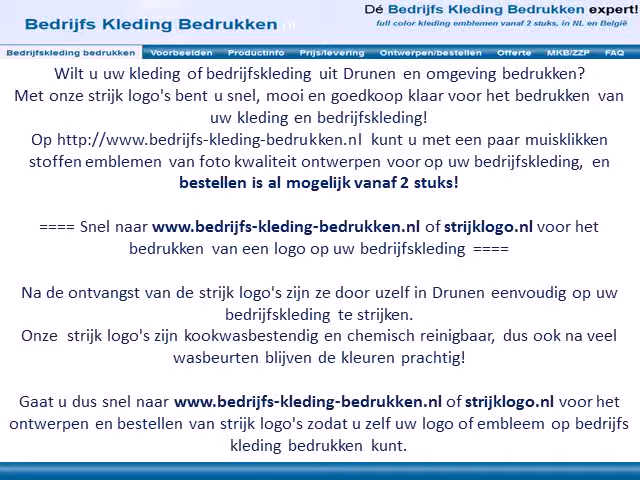 Dé Bedrijfs Kleding Bedrukken expert!
Bedrijfs Kleding Bedrukken .nl
full color kleding emblemen vanaf 2 stuks, in NL en België
Bedrijfskleding bedrukken Voorbeelden Productinfo Prijs/levering Ontwerpen/bestellen Offerte MKB/ZZP FAQ
Wilt u uw kleding of bedrijfskleding uit Drunen en omgeving bedrukken?
Met onze strijk logo's bent u snel, mooi en goedkoop klaar voor het bedrukken van
uw kleding en bedrijfskleding!
Op http://www.bedrijfs-kleding-bedrukken.nl kunt u met een paar muisklikken
stoffen emblemen van foto kwaliteit ontwerpen voor op uw bedrijfskleding, en
bestellen is al mogelijk vanaf 2 stuks!
==== Snel naar www.bedrijfs-kleding-bedrukken.nl of strijklogo.nl voor het
bedrukken van een logo op uw bedrijfskleding ====
Na de ontvangst van de strijk logo's zijn ze door uzelf in Drunen eenvoudig op uw
bedrijfskleding te strijken.
Onze strijk logo's zijn kookwasbestendig en chemisch reinigbaar, dus ook na veel
wasbeurten blijven de kleuren prachtig!
Gaat u dus snel naar www.bedrijfs-kleding-bedrukken.nl of strijklogo.nl voor het
ontwerpen en bestellen van strijk logo's zodat u zelf uw logo of embleem op bedrijfs
kleding bedrukken kunt.